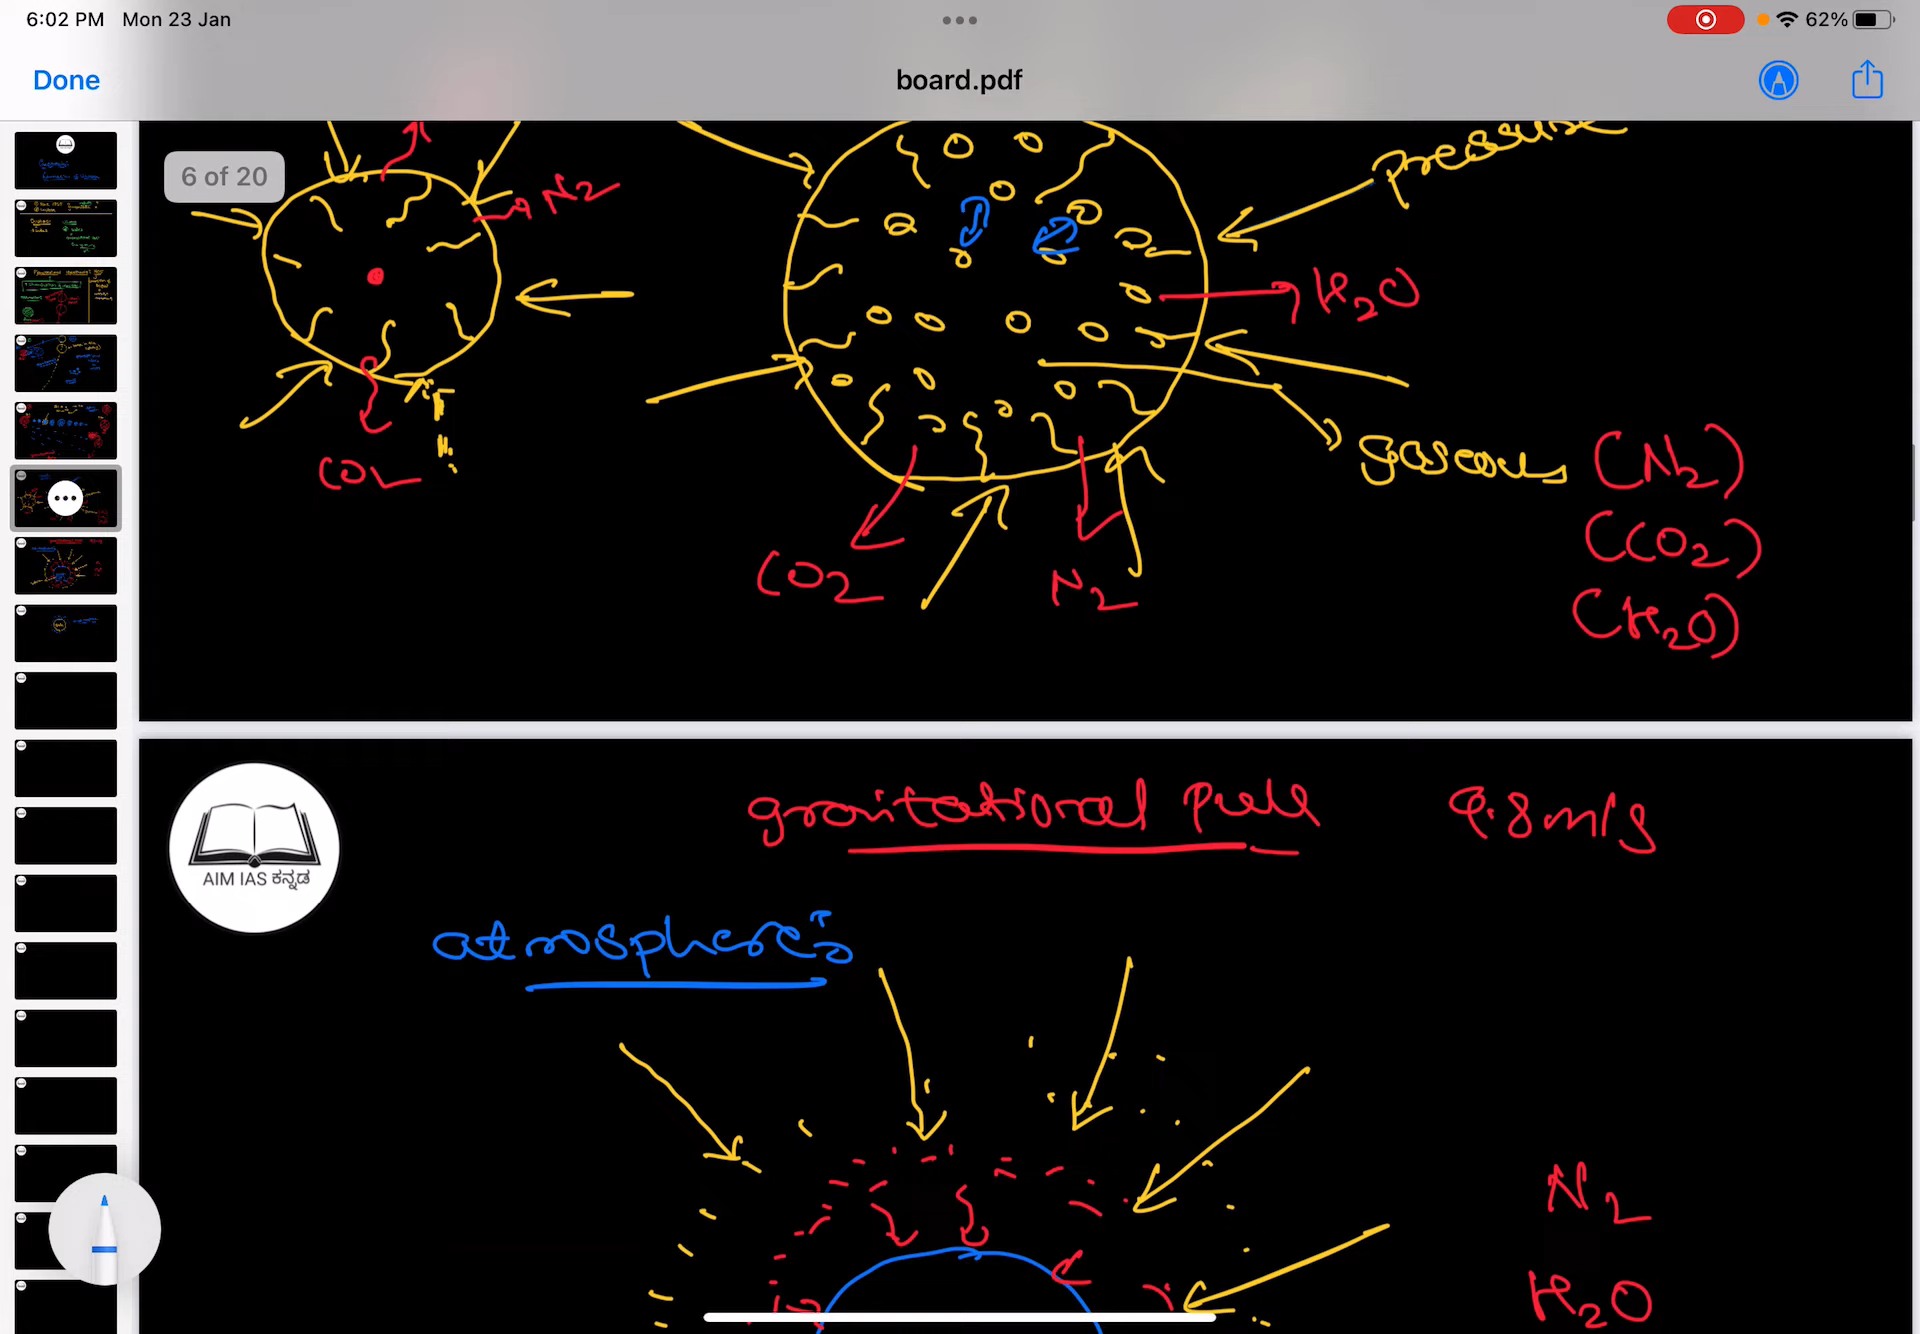 6:02 PM Mon 23 Jan
62%
Done
board.pdf
6 of 20
pressure
N2
H2O
gaseous (N2)
CO2
(CO2)
CO2
N2
(H2O)
gravitational pull 9.8m/s
AIM IAS ಕನ್ನಡ
atmosphere:
N2
H2O